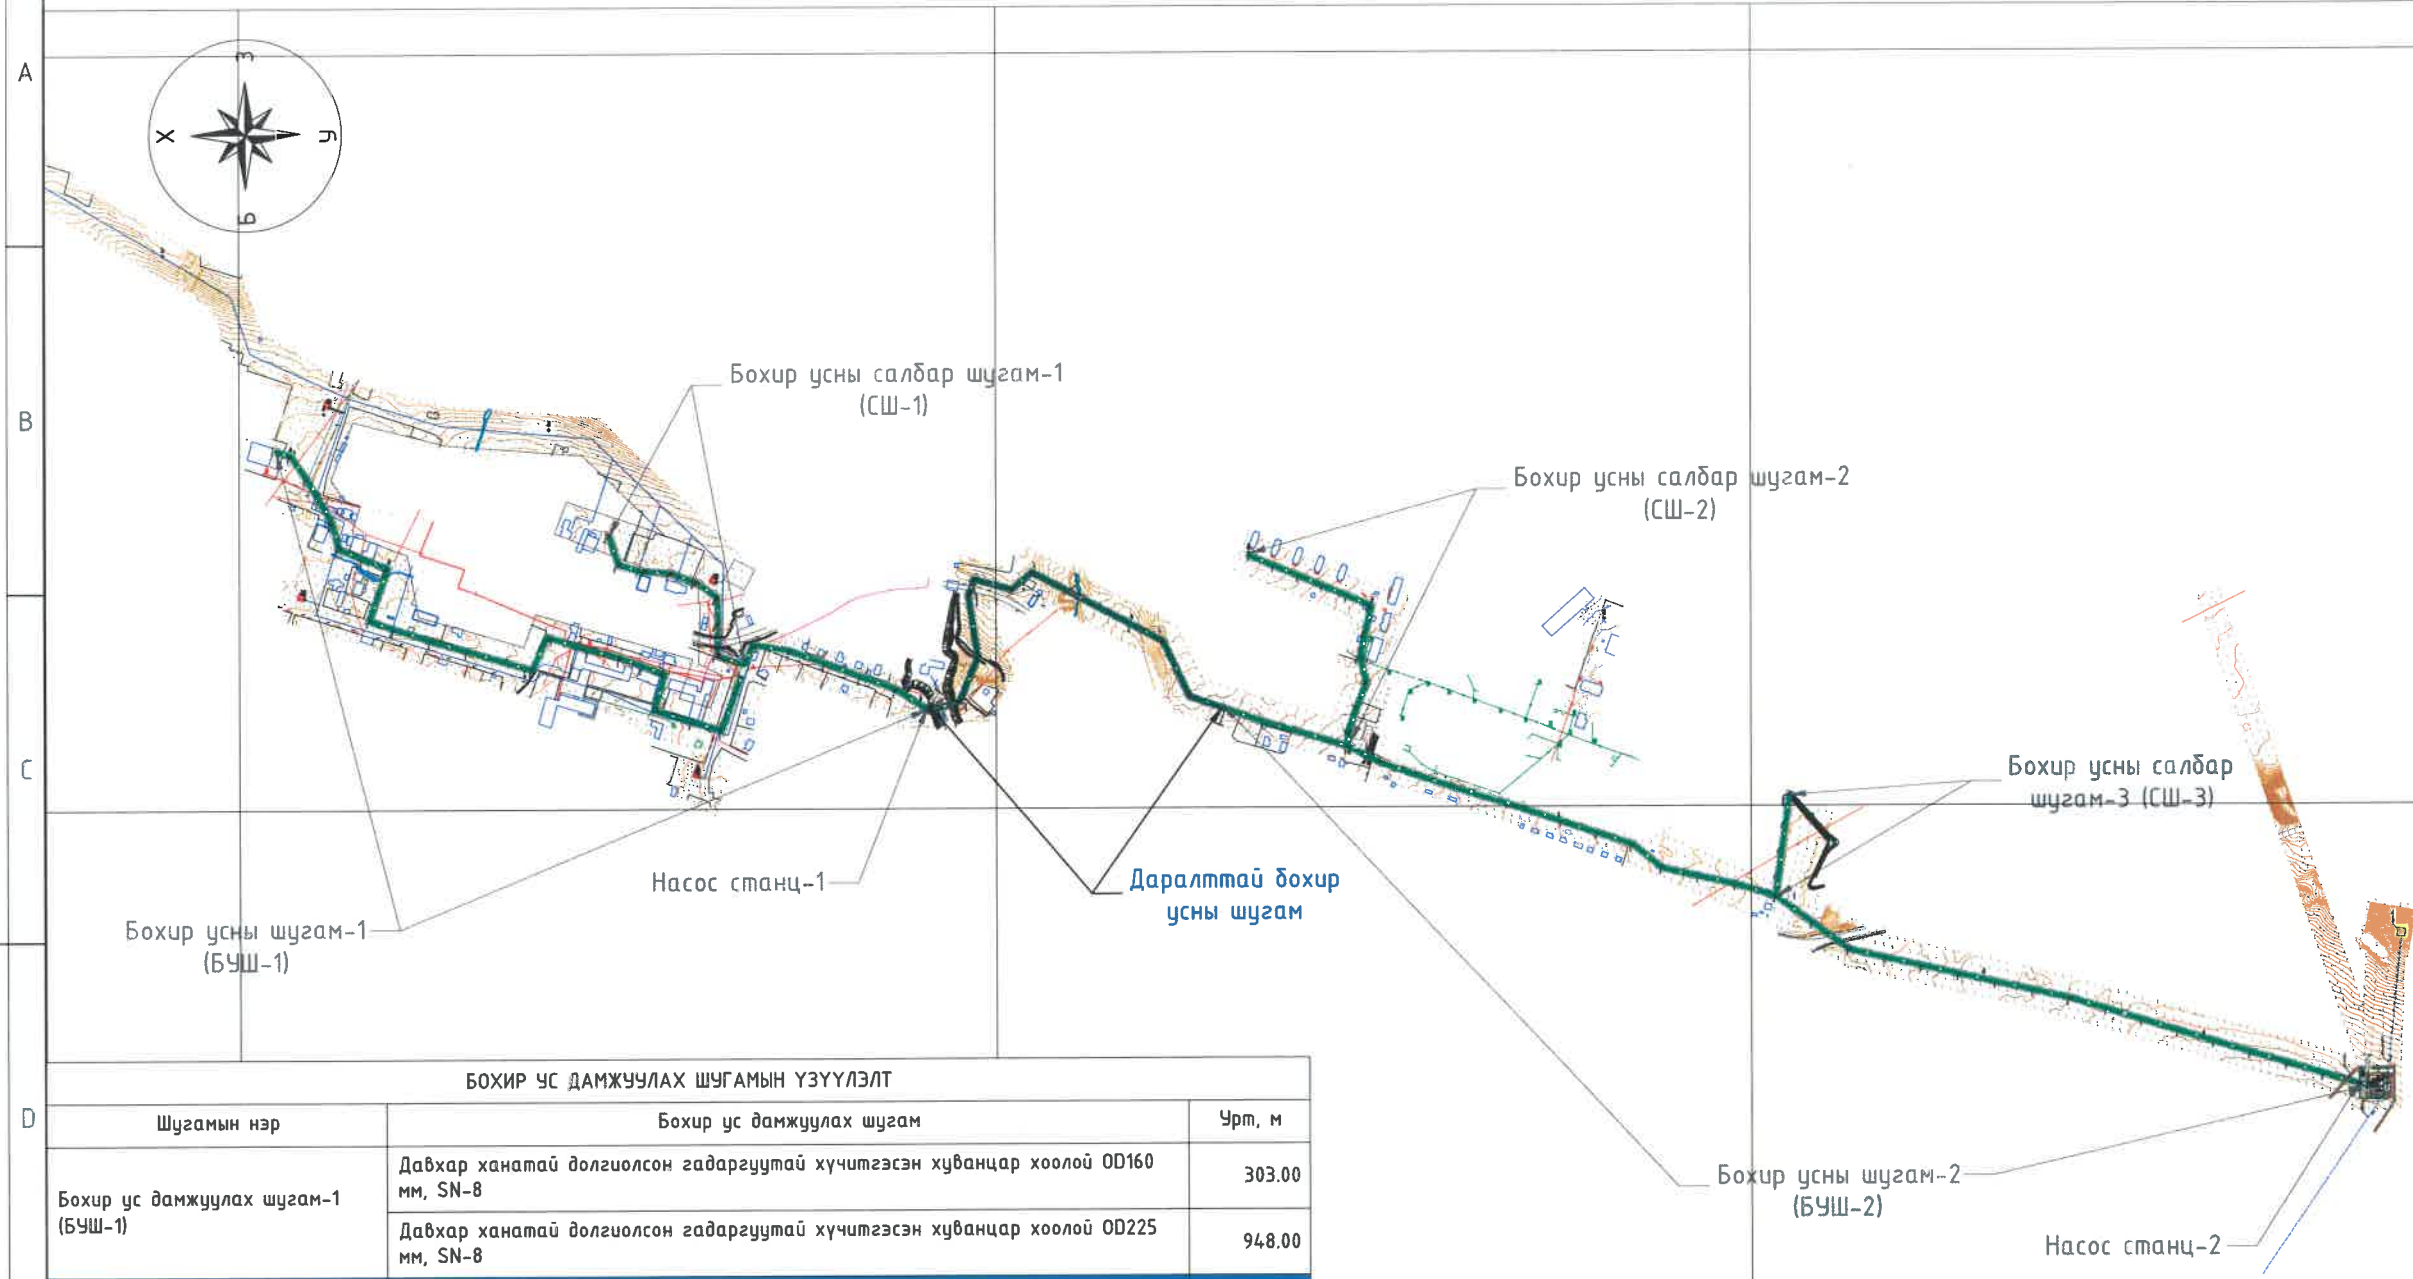 A
З
Х
У
Б
B
Бохир усны салбар шугам-1
(СШ-1)
Бохир усны салбар шугам-2
(СШ-2)
C
Бохир усны салбар
шугам-3 (СШ-3)
Насос станц-1
Даралттай бохир
усны шугам
Бохир усны шугам-1
(БУШ-1)
D
Бохир усны шугам-2
(БУШ-2)
Насос станц-2
БОХИР УС ДАМЖУУЛАХ ШУГАМЫН ҮЗҮҮЛЭЛТ
Шугамын нэр
Бохир ус дамжуулах шугам
Урт, м
Бохир ус дамжуулах шугам-1
(БУШ-1)
Давхар ханатай долгиолсон гадаргуутай хүчитгэсэн хуванцар хоолой OD160
мм, SN-8
303.00
Давхар ханатай долгиолсон гадаргуутай хүчитгэсэн хуванцар хоолой OD225
мм, SN-8
948.00